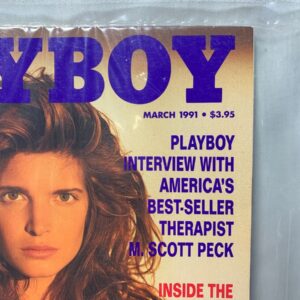 YBOY
MARCH 1991 • $3.95
PLAYBOY
INTERVIEW WITH
AMERICA'S
BEST-SELLER
THERAPIST
M. SCOTT PECK
INSIDE THE